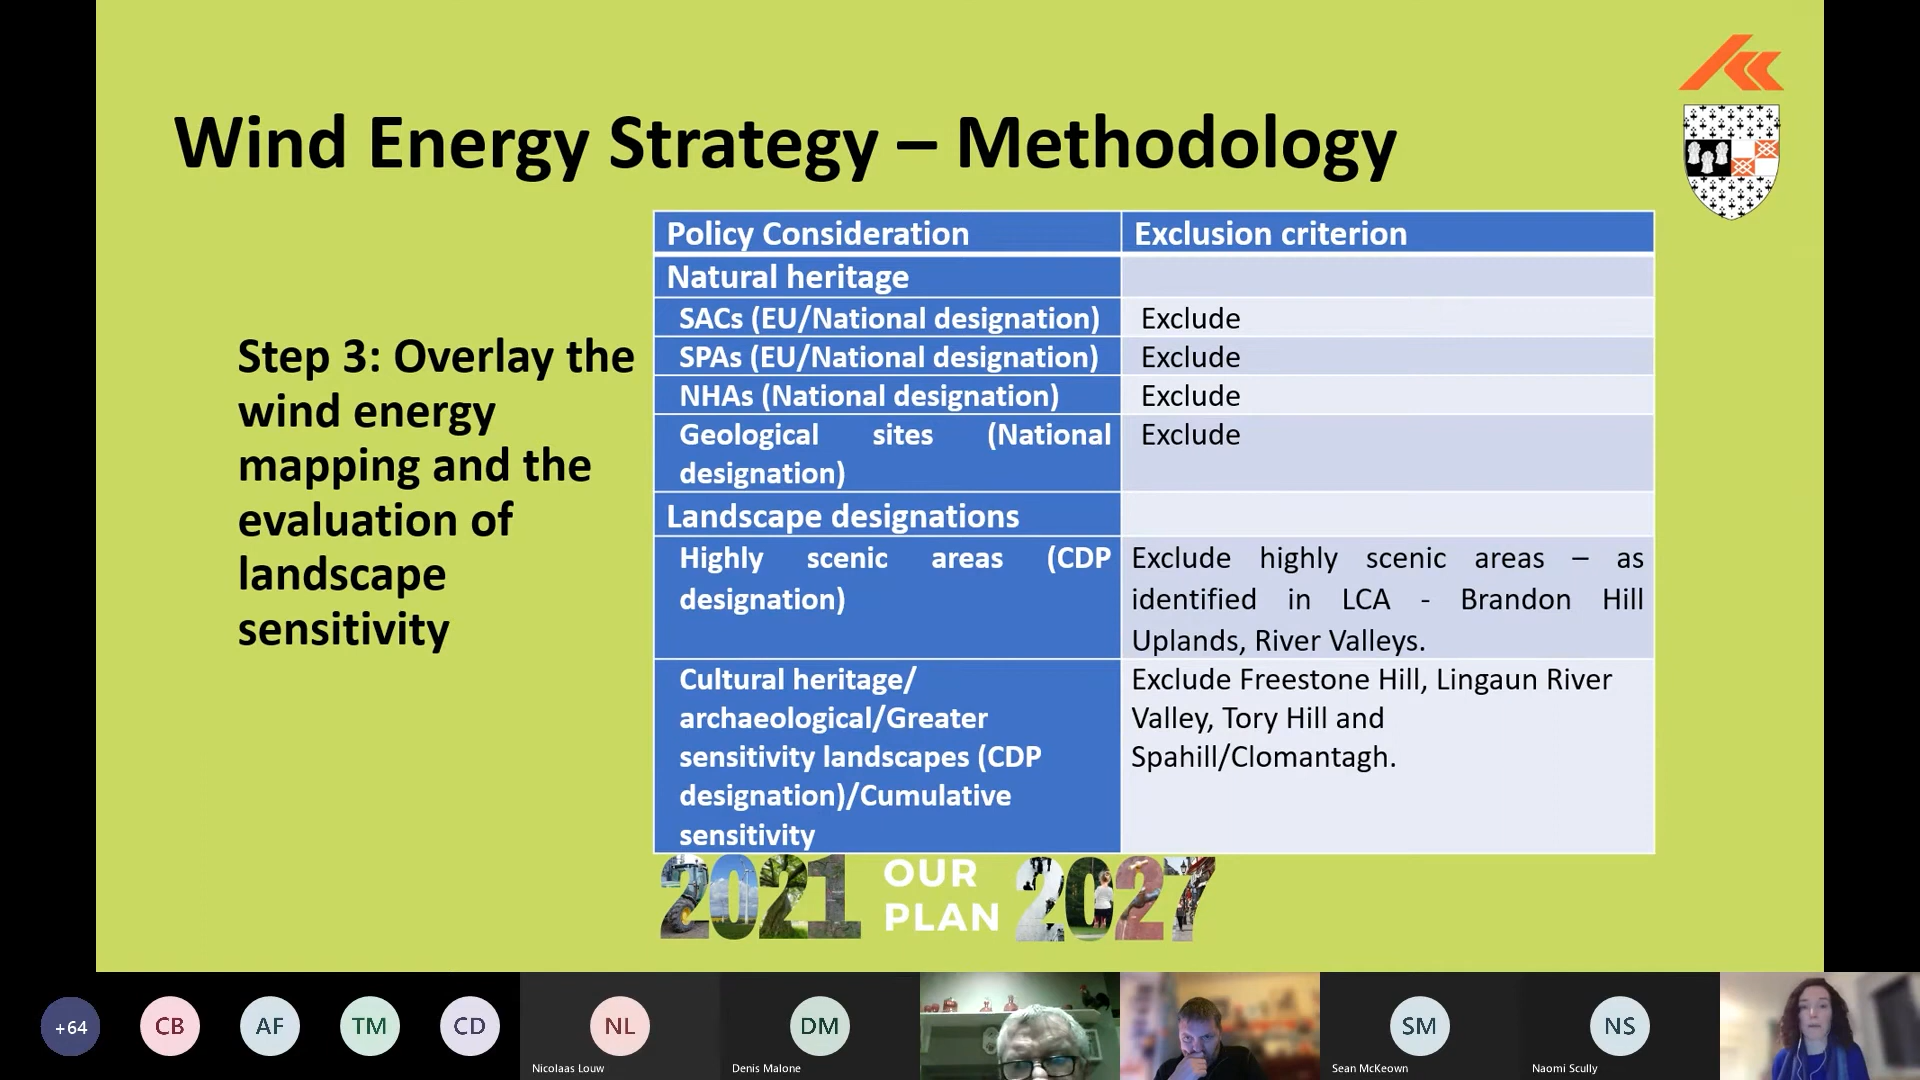 Wind Energy Strategy – Methodology
Step 3: Overlay the
wind energy
mapping and the
evaluation of
landscape
sensitivity
Policy Consideration
Exclusion criterion
Natural heritage
SACs (EU/National designation)
Exclude
SPAs (EU/National designation)
Exclude
NHAs (National designation)
Exclude
Geological sites (National
designation)
Exclude
Landscape designations
Highly scenic areas (CDP
designation)
Exclude highly scenic areas – as
identified in LCA - Brandon Hill
Uplands, River Valleys.
Cultural heritage/
archaeological/Greater
sensitivity landscapes (CDP
designation)/Cumulative
sensitivity
Exclude Freestone Hill, Lingaun River
Valley, Tory Hill and
Spahill/Clomantagh.
2021 OUR PLAN 2027
+64
CB
AF
TM
CD
NL
Nicolaas Louw
DM
Denis Malone
SM
Sean McKeown
NS
Naomi Scully